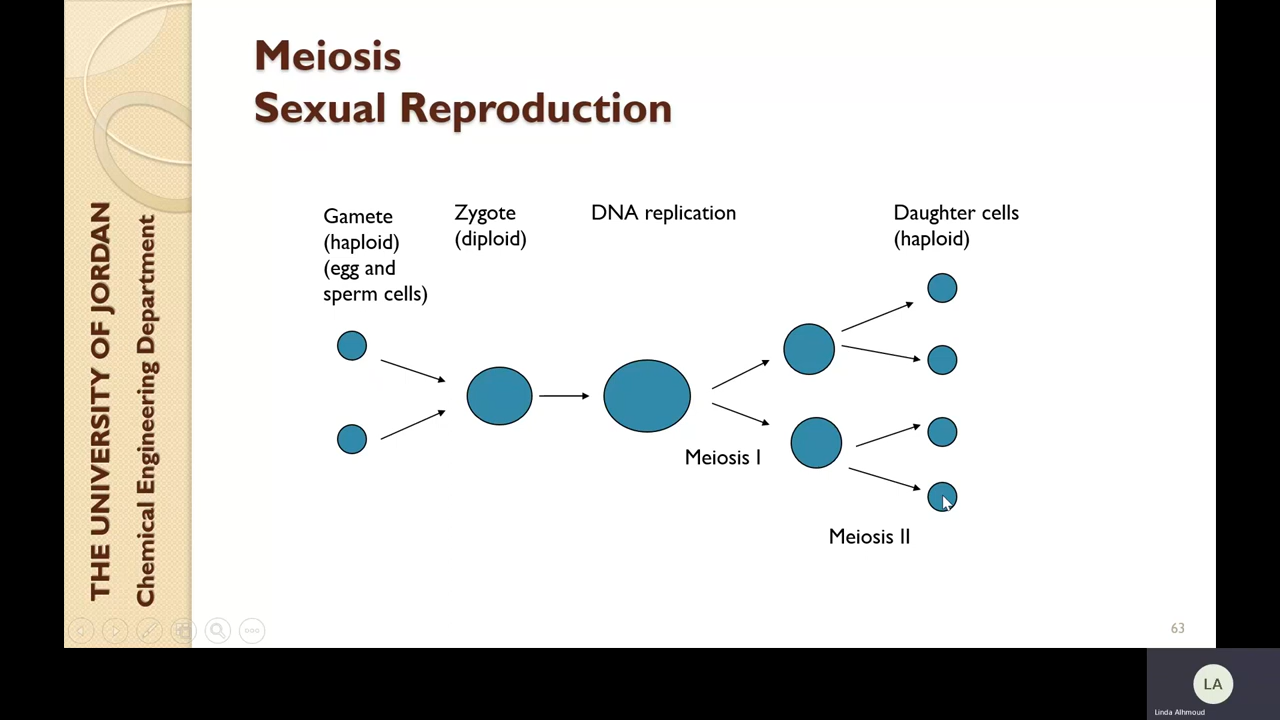 THE UNIVERSITY OF JORDAN
Chemical Engineering Department
Meiosis
Sexual Reproduction
Gamete
(haploid)
(egg and
sperm cells)
Zygote
(diploid)
DNA replication
Daughter cells
(haploid)
Meiosis I
Meiosis II
63
LA
Linda Alhmoud